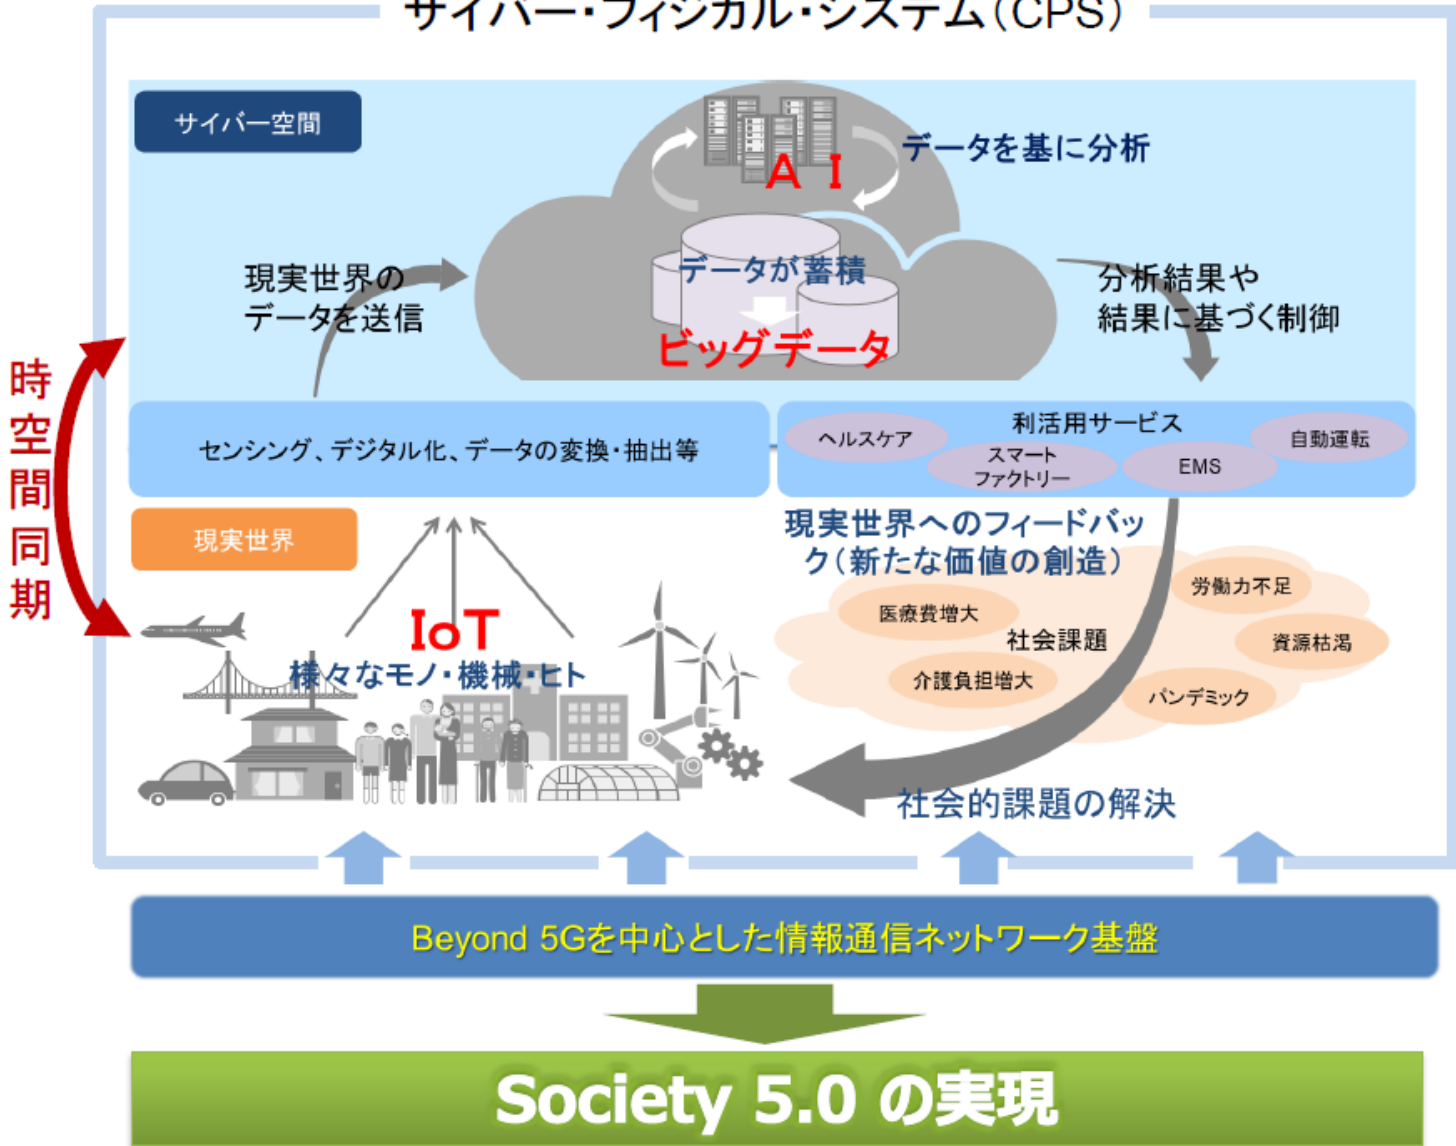 サイバー・フィジカル・システム（CPS）
サイバー空間
AI
データを基に分析
現実世界の
データを送信
データが蓄積
ビッグデータ
分析結果や
結果に基づく制御
時空間同期
センシング、デジタル化、データの変換・抽出等
利活用サービス
ヘルスケア
スマート
ファクトリー
EMS
自動運転
現実世界
現実世界へのフィードバッ
ク（新たな価値の創造）
IoT
様々なモノ・機械・ヒト
医療費増大
社会課題
介護負担増大
労働力不足
資源枯渇
パンデミック
社会的課題の解決
Beyond 5Gを中心とした情報通信ネットワーク基盤
Society 5.0 の実現